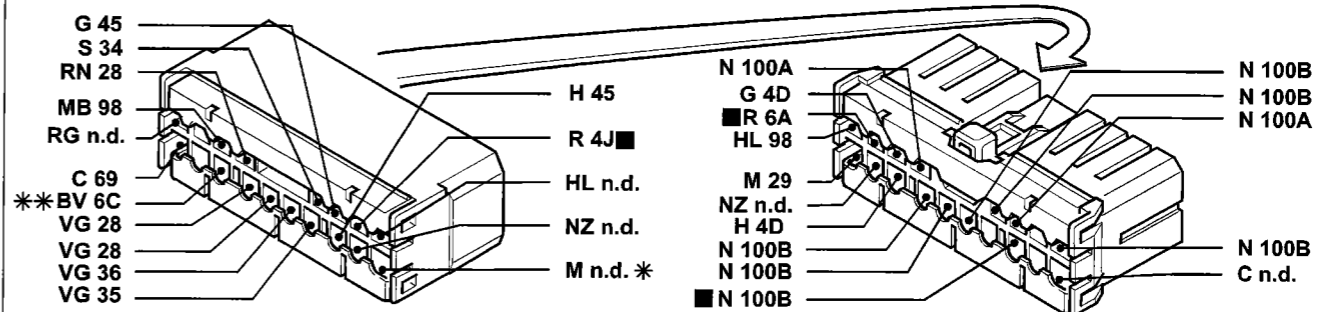 G 45
S 34
RN 28
MB 98
RG n.d.
C 69
✳✳BV 6C
VG 28
VG 28
VG 36
VG 35
H 45
R 4J■
HL n.d.
NZ n.d.
M n.d. ✳
N 100A
G 4D
■R 6A
HL 98
M 29
NZ n.d.
H 4D
N 100B
N 100B
■N 100B
N 100B
N 100B
N 100A
N 100B
C n.d.